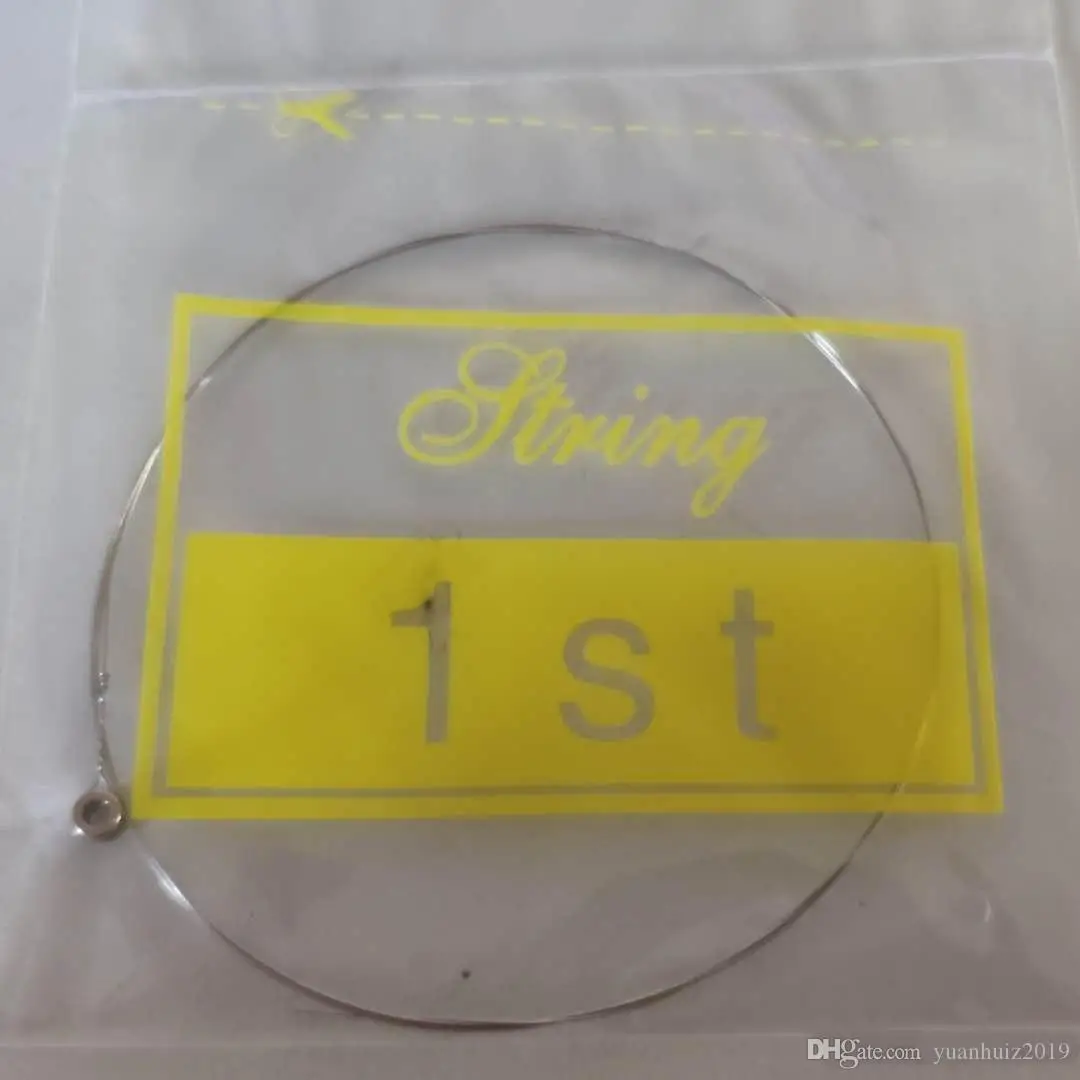 String
1st
DHgate.com yuanhuiz2019